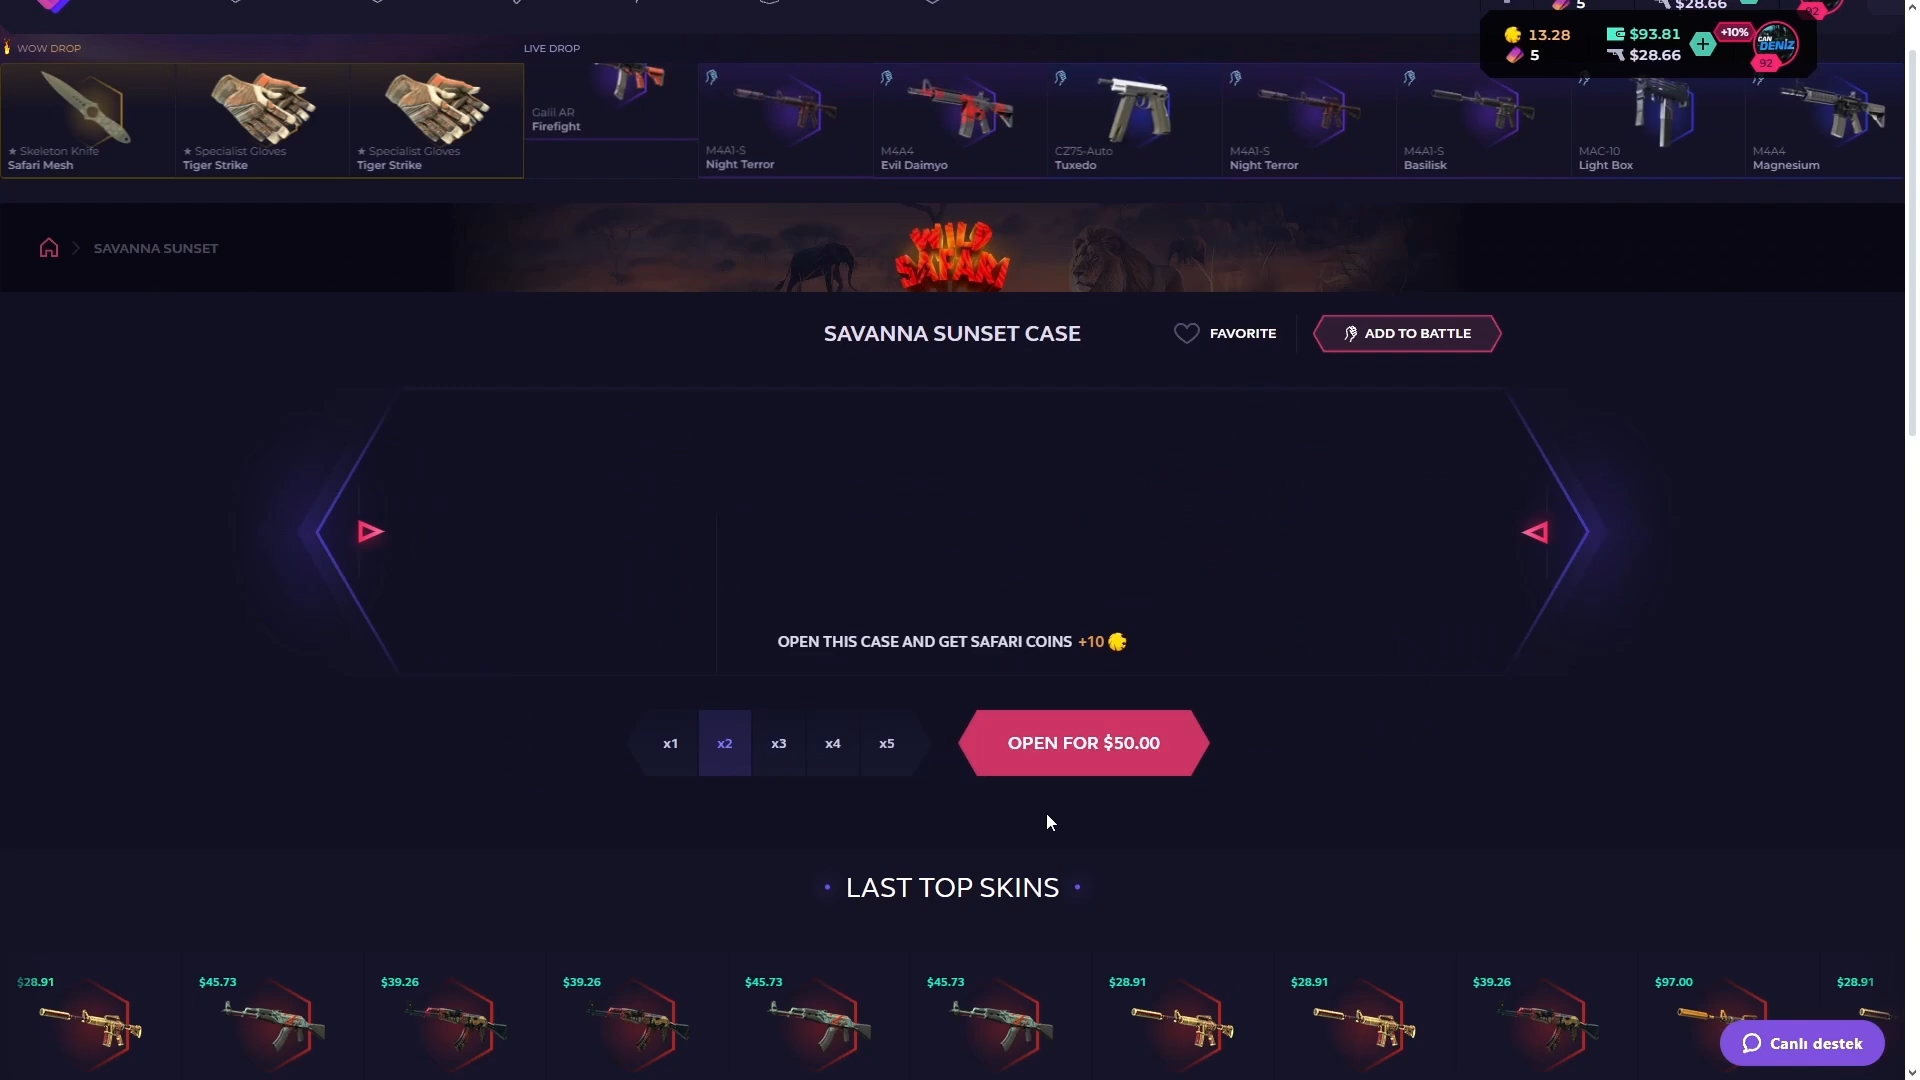 5
$28.66
92
13.28
$93.81
+10%
5
$28.66
CAN
DENİZ
92
WOW DROP
LIVE DROP
★ Skeleton Knife
Safari Mesh
★ Specialist Gloves
Tiger Strike
★ Specialist Gloves
Tiger Strike
Galil AR
Firefight
M4A1-S
Night Terror
M4A4
Evil Daimyo
CZ75-Auto
Tuxedo
M4A1-S
Night Terror
M4A1-S
Basilisk
MAC-10
Light Box
M4A4
Magnesium
SAVANNA SUNSET
WILD
SAFARI
SAVANNA SUNSET CASE
FAVORITE
ADD TO BATTLE
OPEN THIS CASE AND GET SAFARI COINS +10
x1
x2
x3
x4
x5
OPEN FOR $50.00
• LAST TOP SKINS •
$28.91
$45.73
$39.26
$39.26
$45.73
$45.73
$28.91
$28.91
$39.26
$97.00
$28.91
Canlı destek